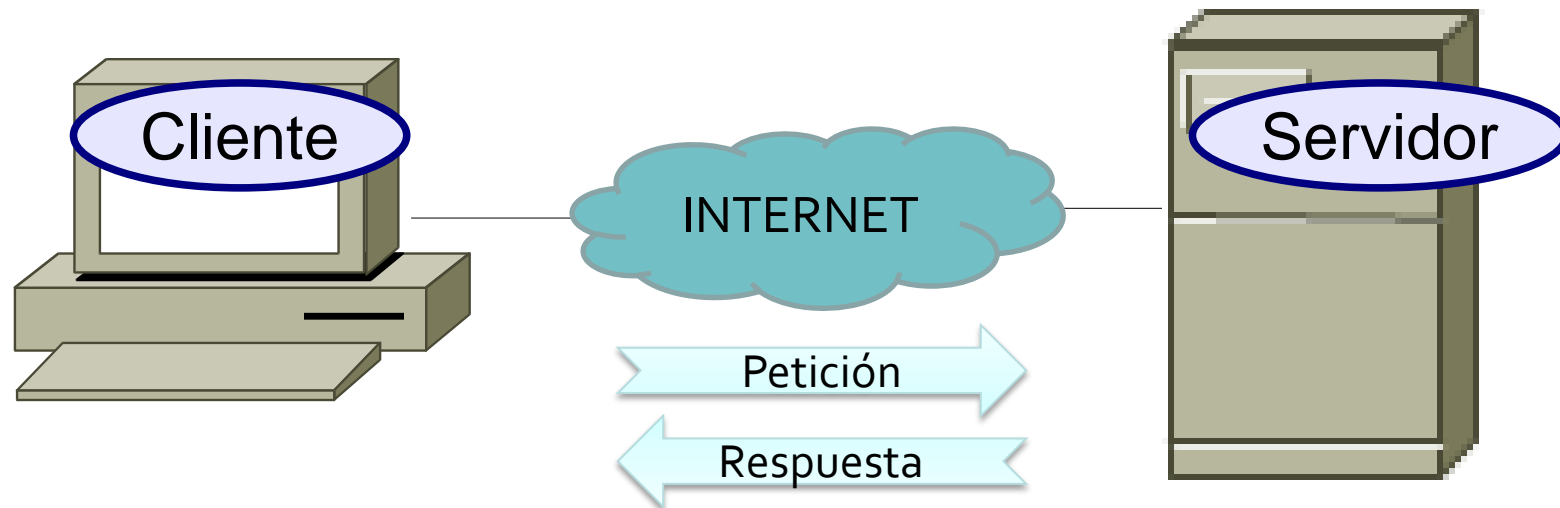 Cliente
Servidor
INTERNET
Petición
Respuesta